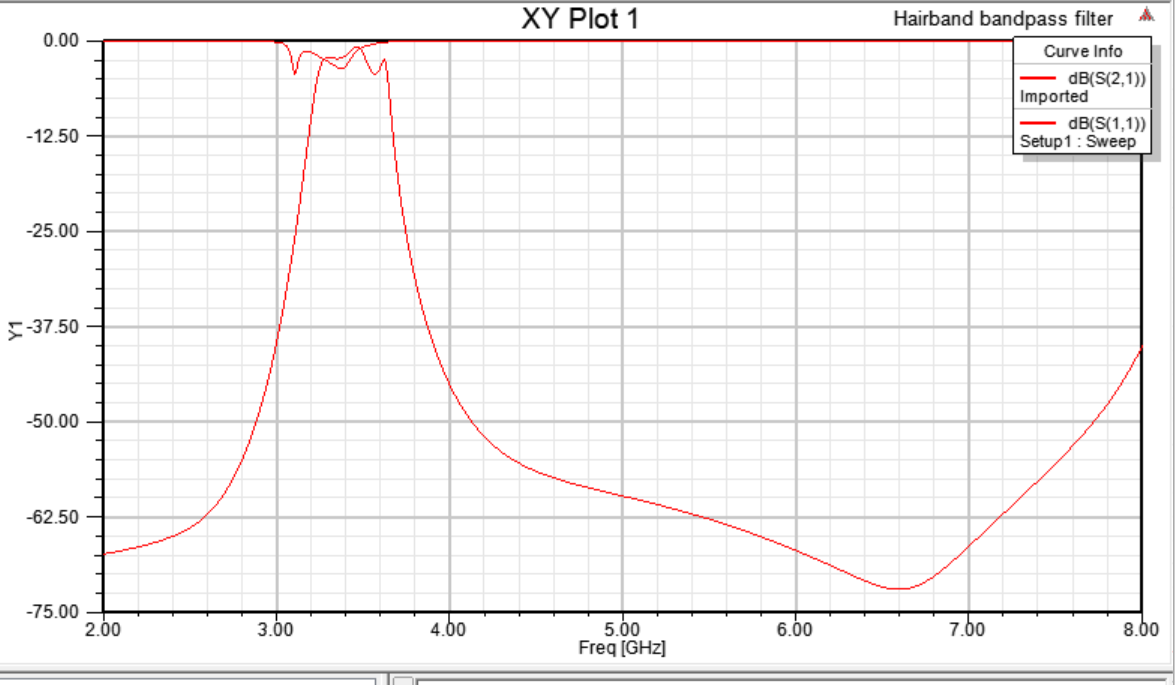 XY Plot 1
Hairband bandpass filter
Curve Info
dB(S(2,1))
Imported
dB(S(1,1))
Setup1 : Sweep
0.00
-12.50
-25.00
-37.50
-50.00
-62.50
-75.00
Y1
2.00 3.00 4.00 5.00 6.00 7.00 8.00
Freq [GHz]